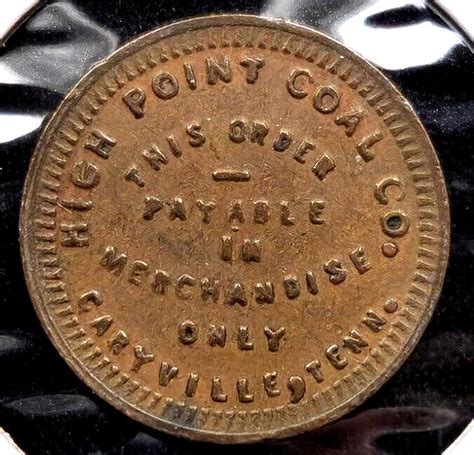 HIGH POINT COAL CO.
THIS ORDER
—
PAYABLE
IN
MERCHANDISE
ONLY
CARYVILLE, TENN.